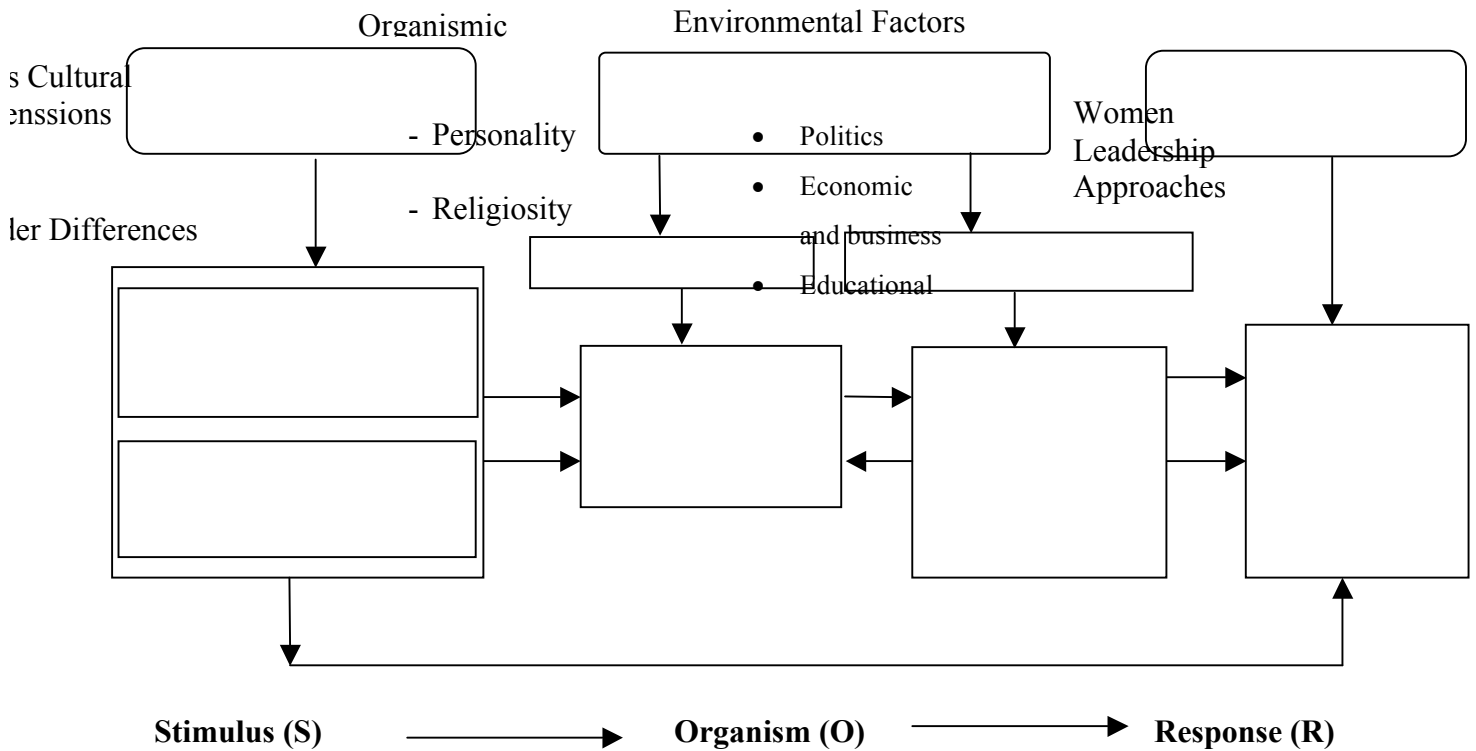 Organismic
Environmental Factors
s Cultural
enssions
- Personality
- Religiosity
der Differences
• Politics
• Economic
and business
• Educational
Women
Leadership
Approaches
Stimulus (S)
Organism (O)
Response (R)